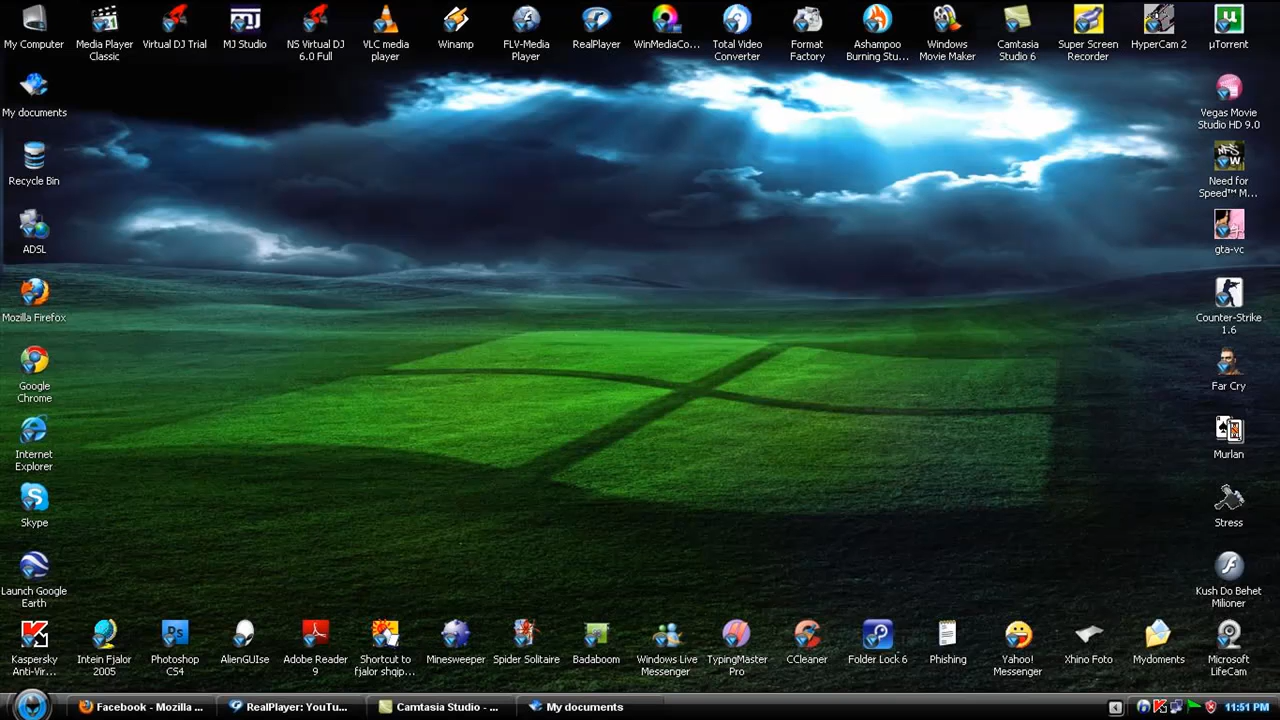 My Computer
Media Player
Classic
Virtual DJ Trial
MJ Studio
NS Virtual DJ
6.0 Full
VLC media
player
Winamp
FLV-Media
Player
RealPlayer
WinMediaCo...
Total Video
Converter
Format
Factory
Ashampoo
Burning Stu...
Windows
Movie Maker
Camtasia
Studio 6
Super Screen
Recorder
HyperCam 2
µTorrent
My documents
Vegas Movie
Studio HD 9.0
Recycle Bin
Need for
Speed™ M...
ADSL
gta-vc
Mozilla Firefox
Counter-Strike
1.6
Google
Chrome
Far Cry
Internet
Explorer
Murlan
Skype
Stress
Launch Google
Earth
Kush Do Behet
Milioner
Kaspersky
Anti-Vir...
Intein Fjalor
2005
Photoshop
CS4
AlienGUIse
Adobe Reader
9
Shortcut to
fjalor shqip...
Minesweeper
Spider Solitaire
Badaboom
Windows Live
Messenger
TypingMaster
Pro
CCleaner
Folder Lock 6
Phishing
Yahoo!
Messenger
Xhino Foto
Mydoments
Microsoft
LifeCam
Facebook - Mozilla ...
RealPlayer: YouTu...
Camtasia Studio - ...
My documents
11:51 PM